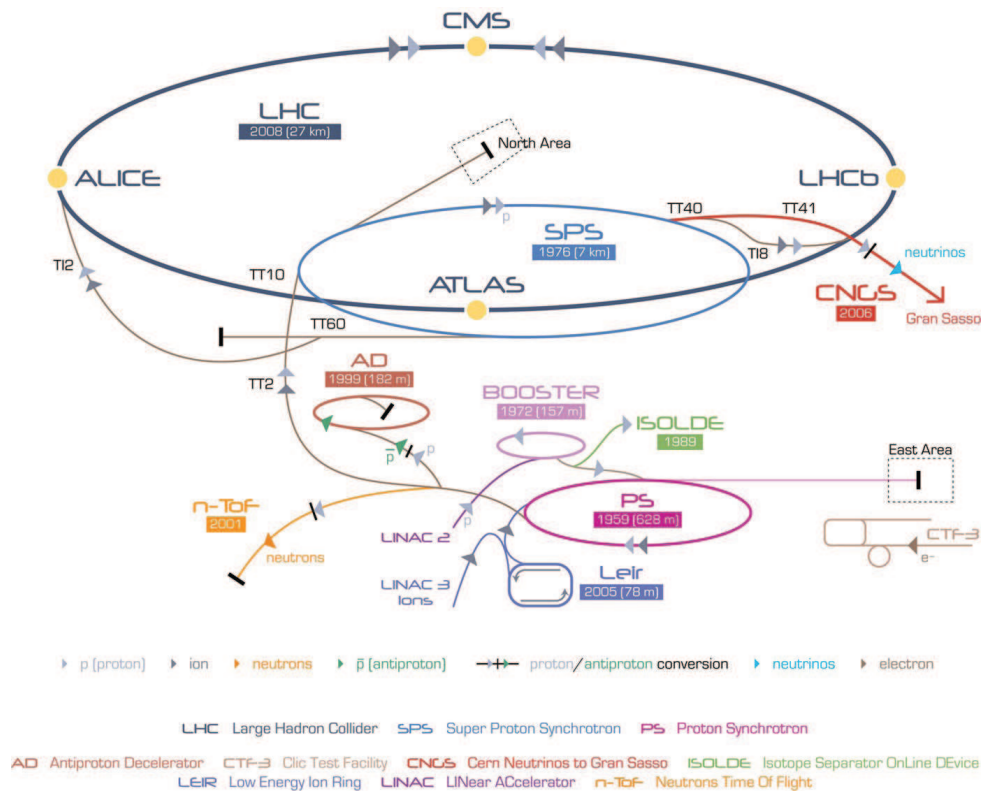 CMS
LHC
2008 (27 km)
North Area
ALICE
LHCb
TT40
TT41
p
SPS
1976 (7 km)
TI8
neutrinos
TI2
TT10
ATLAS
CNGS
2006
Gran Sasso
TT60
AD
1999 (182 m)
TT2
BOOSTER
1972 (157 m)
ISOLDE
1989
p̄
p
East Area
n-ToF
2001
PS
1959 (628 m)
p
LINAC 2
CTF-3
e-
neutrons
LINAC 3
Ions
Leir
2005 (78 m)
p (proton) ion neutrons p̄ (antiproton) proton/antiproton conversion neutrinos electron
LHC Large Hadron Collider SPS Super Proton Synchrotron PS Proton Synchrotron
AD Antiproton Decelerator CTF-3 Clic Test Facility CNGS Cern Neutrinos to Gran Sasso ISOLDE Isotope Separator OnLine DEvice
LEIR Low Energy Ion Ring LINAC LINear ACcelerator n-ToF Neutrons Time Of Flight